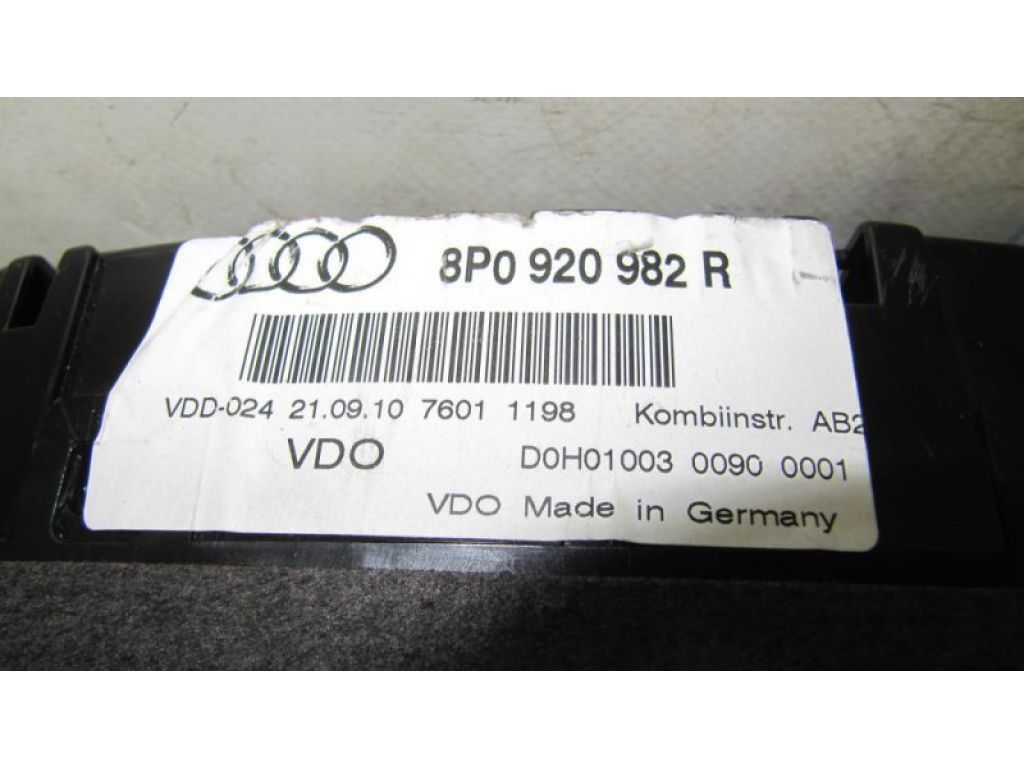 8P0 920 982 R
VDD-024 21.09.10 7601 1198 Kombiinstr. AB2
VDO D0H01003 0090 0001
VDO Made in Germany